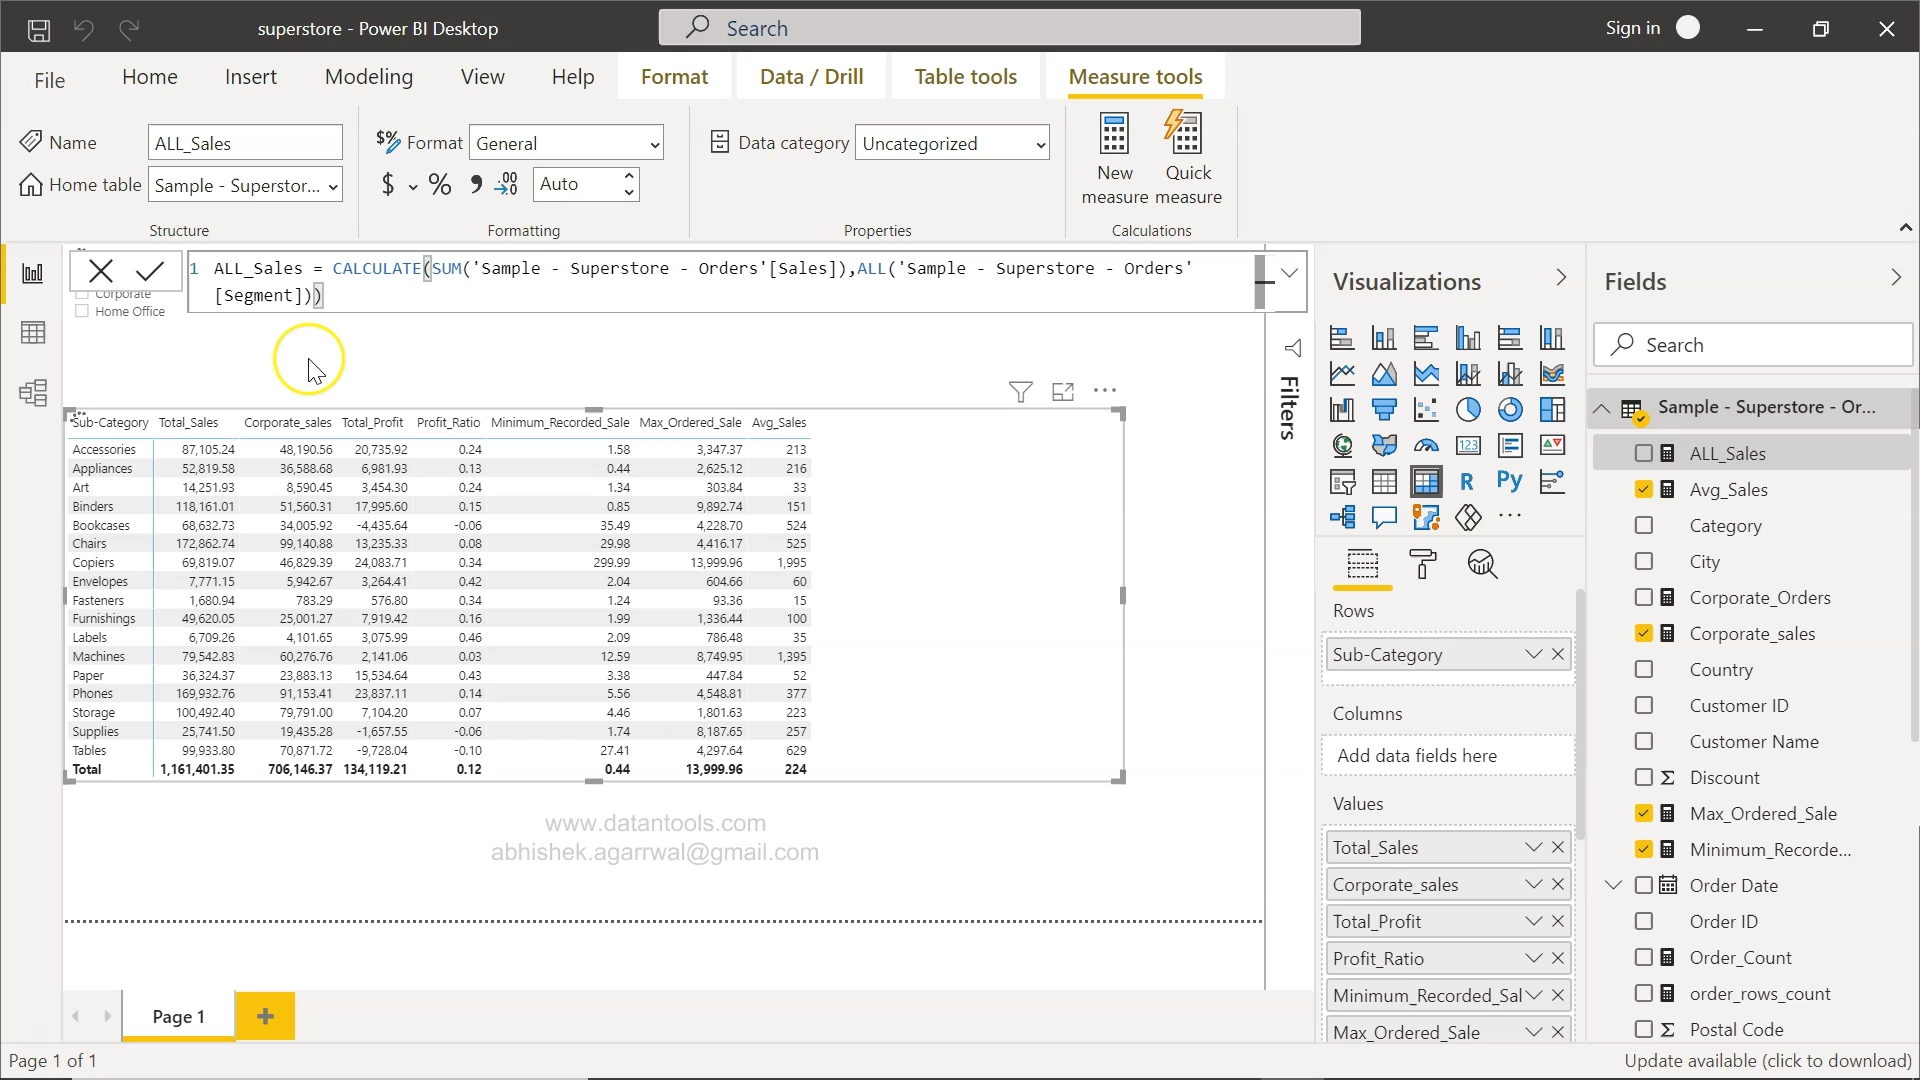 superstore - Power BI Desktop
Search
Sign in
File
Home
Insert
Modeling
View
Help
Format
Data / Drill
Table tools
Measure tools
Name
ALL_Sales
Home table
Sample - Superstor...
Structure
Format
General
$ % 9 .00 Auto
Formatting
Data category
Uncategorized
Properties
New measure
Quick measure
Calculations
1 ALL_Sales = CALCULATE(SUM('Sample - Superstore - Orders'[Sales]),ALL('Sample - Superstore - Orders'
[Segment]))
Corporate
Home Office
Sub-Category Total_Sales Corporate_sales Total_Profit Profit_Ratio Minimum_Recorded_Sale Max_Ordered_Sale Avg_Sales
Accessories 87,105.24 48,190.56 20,735.92 0.24 1.58 3,347.37 213
Appliances 52,819.58 36,588.68 6,981.93 0.13 0.44 2,625.12 216
Art 14,251.93 8,590.45 3,454.30 0.24 1.34 303.84 33
Binders 118,161.01 51,560.31 17,995.60 0.15 0.85 9,892.74 151
Bookcases 68,632.73 34,005.92 -4,435.64 -0.06 35.49 4,228.70 524
Chairs 172,862.74 99,140.88 13,235.33 0.08 29.98 4,416.17 525
Copiers 69,819.07 46,829.39 24,083.71 0.34 299.99 13,999.96 1,995
Envelopes 7,771.15 5,942.67 3,264.41 0.42 2.04 604.66 60
Fasteners 1,680.94 783.29 576.80 0.34 1.24 93.36 15
Furnishings 49,620.05 25,001.27 7,919.42 0.16 1.99 1,336.44 100
Labels 6,709.26 4,101.65 3,075.99 0.46 2.09 786.48 35
Machines 79,542.83 60,276.76 2,141.06 0.03 12.59 8,749.95 1,395
Paper 36,324.37 23,883.13 15,534.64 0.43 3.38 447.84 52
Phones 169,932.76 91,153.41 23,837.11 0.14 5.56 4,548.81 377
Storage 100,492.40 79,791.00 7,104.20 0.07 4.46 1,801.63 223
Supplies 25,741.50 19,435.28 -1,657.55 -0.06 1.74 8,187.65 257
Tables 99,933.80 70,871.72 -9,728.04 -0.10 27.41 4,297.64 629
Total 1,161,401.35 706,146.37 134,119.21 0.12 0.44 13,999.96 224
www.datantools.com
abhishek.agarrwal@gmail.com
Filters
Visualizations
123
R
Py
Rows
Sub-Category
Columns
Add data fields here
Values
Total_Sales
Corporate_sales
Total_Profit
Profit_Ratio
Minimum_Recorded_Sal
Max_Ordered_Sale
Fields
Search
Sample - Superstore - Or...
ALL_Sales
Avg_Sales
Category
City
Corporate_Orders
Corporate_sales
Country
Customer ID
Customer Name
Discount
Max_Ordered_Sale
Minimum_Recorde...
Order Date
Order ID
Order_Count
order_rows_count
Postal Code
Page 1
Page 1 of 1
Update available (click to download)